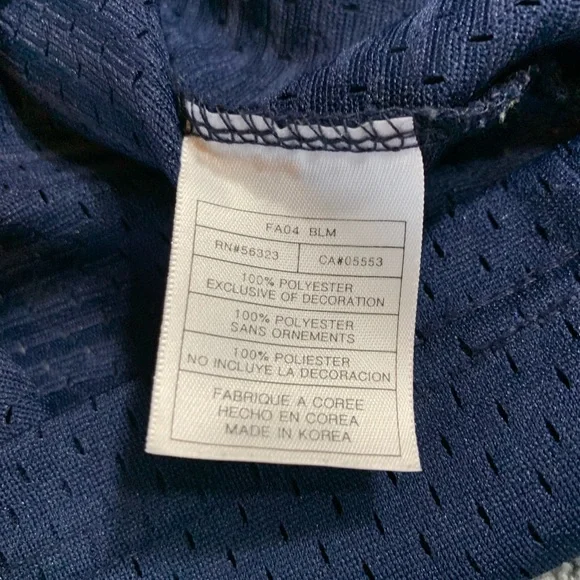 FA04 BLM
RN#56323 CA#05553
100% POLYESTER
EXCLUSIVE OF DECORATION
100% POLYESTER
SANS ORNEMENTS
100% POLIESTER
NO INCLUYE LA DECORACION
FABRIQUE A COREE
HECHO EN COREA
MADE IN KOREA